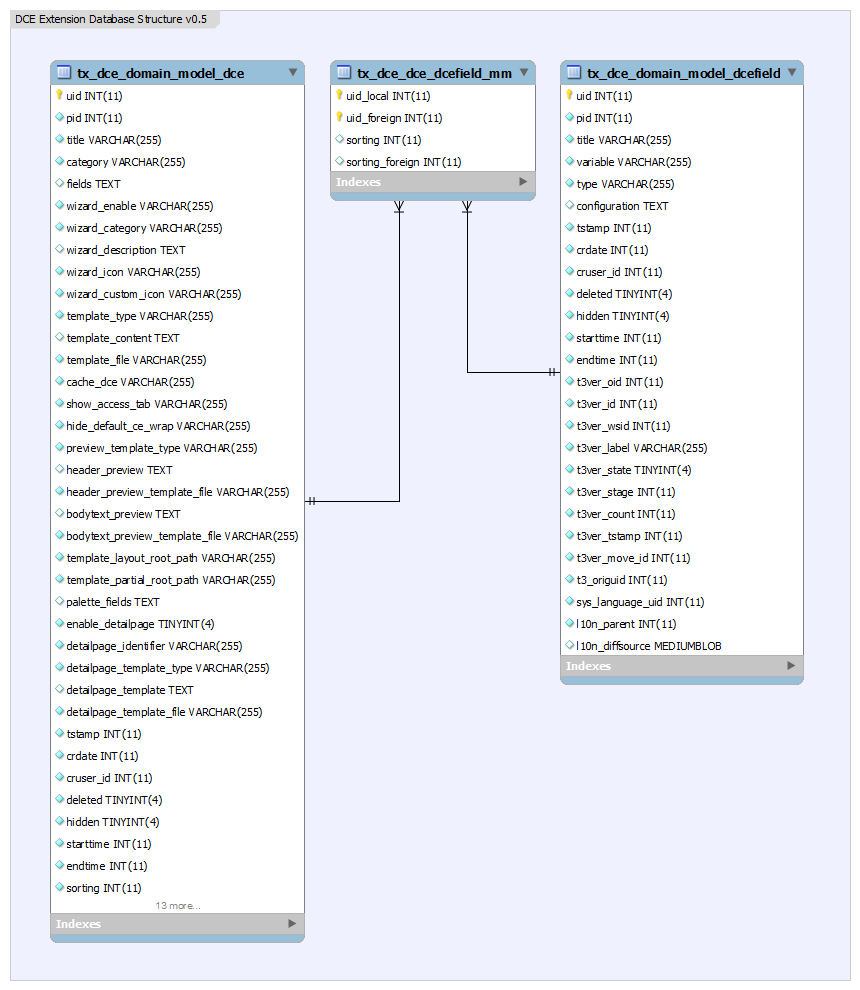 DCE Extension Database Structure v0.5
tx_dce_domain_model_dce
uid INT(11)
pid INT(11)
title VARCHAR(255)
category VARCHAR(255)
fields TEXT
wizard_enable VARCHAR(255)
wizard_category VARCHAR(255)
wizard_description TEXT
wizard_icon VARCHAR(255)
wizard_custom_icon VARCHAR(255)
template_type VARCHAR(255)
template_content TEXT
template_file VARCHAR(255)
cache_dce VARCHAR(255)
show_access_tab VARCHAR(255)
hide_default_ce_wrap VARCHAR(255)
preview_template_type VARCHAR(255)
header_preview TEXT
header_preview_template_file VARCHAR(255)
bodytext_preview TEXT
bodytext_preview_template_file VARCHAR(255)
template_layout_root_path VARCHAR(255)
template_partial_root_path VARCHAR(255)
palette_fields TEXT
enable_detailpage TINYINT(4)
detailpage_identifier VARCHAR(255)
detailpage_template_type VARCHAR(255)
detailpage_template TEXT
detailpage_template_file VARCHAR(255)
tstamp INT(11)
crdate INT(11)
cruser_id INT(11)
deleted TINYINT(4)
hidden TINYINT(4)
starttime INT(11)
endtime INT(11)
sorting INT(11)
13 more...
Indexes
tx_dce_dce_dcefield_mm
uid_local INT(11)
uid_foreign INT(11)
sorting INT(11)
sorting_foreign INT(11)
Indexes
tx_dce_domain_model_dcefield
uid INT(11)
pid INT(11)
title VARCHAR(255)
variable VARCHAR(255)
type VARCHAR(255)
configuration TEXT
tstamp INT(11)
crdate INT(11)
cruser_id INT(11)
deleted TINYINT(4)
hidden TINYINT(4)
starttime INT(11)
endtime INT(11)
t3ver_oid INT(11)
t3ver_id INT(11)
t3ver_wsid INT(11)
t3ver_label VARCHAR(255)
t3ver_state TINYINT(4)
t3ver_stage INT(11)
t3ver_count INT(11)
t3ver_tstamp INT(11)
t3ver_move_id INT(11)
t3_origuid INT(11)
sys_language_uid INT(11)
l10n_parent INT(11)
l10n_diffsource MEDIUMBLOB
Indexes